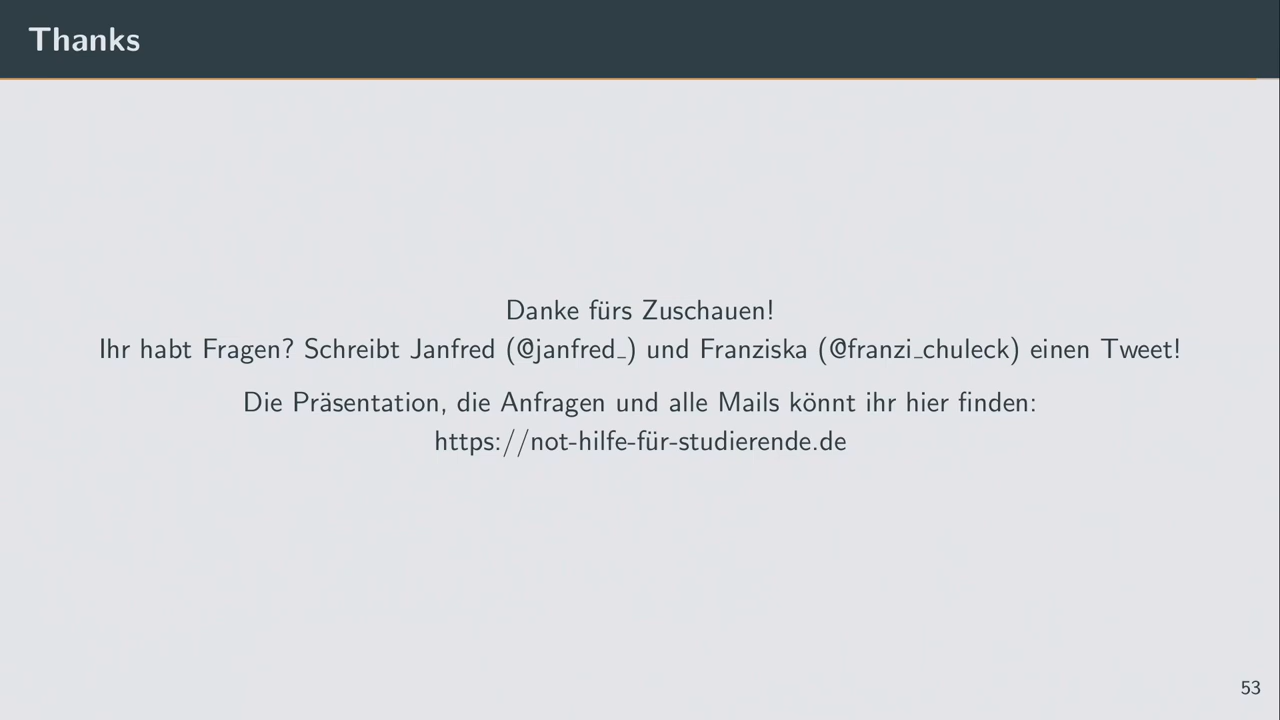 Thanks
Danke fürs Zuschauen!
Ihr habt Fragen? Schreibt Janfred (@janfred_) und Franziska (@franzi_chuleck) einen Tweet!
Die Präsentation, die Anfragen und alle Mails könnt ihr hier finden:
https://not-hilfe-für-studierende.de
53